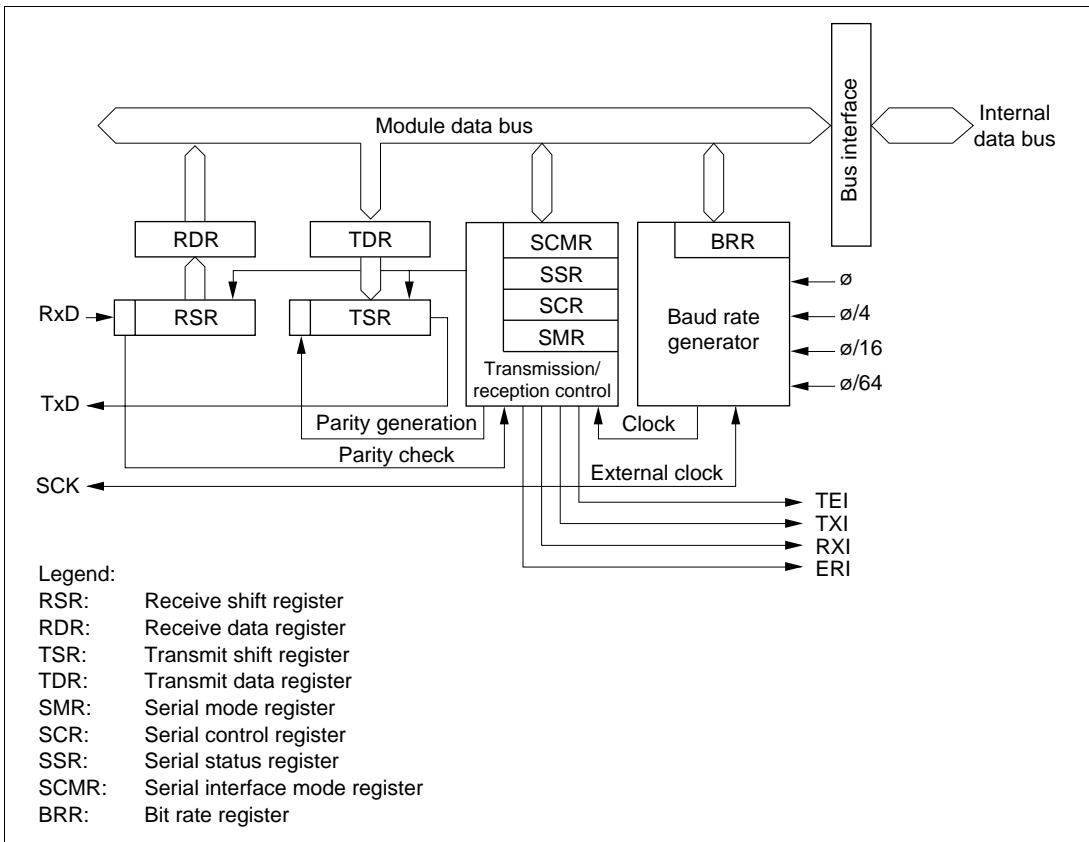 Module data bus
Bus interface
Internal
data bus
RDR
TDR
SCMR
BRR
SSR
SCR
SMR
RxD
RSR
TSR
Baud rate
generator
ø
ø/4
ø/16
ø/64
Transmission/
reception control
TxD
Parity generation
Clock
Parity check
SCK
External clock
TEI
TXI
RXI
ERI
Legend:
RSR: Receive shift register
RDR: Receive data register
TSR: Transmit shift register
TDR: Transmit data register
SMR: Serial mode register
SCR: Serial control register
SSR: Serial status register
SCMR: Serial interface mode register
BRR: Bit rate register